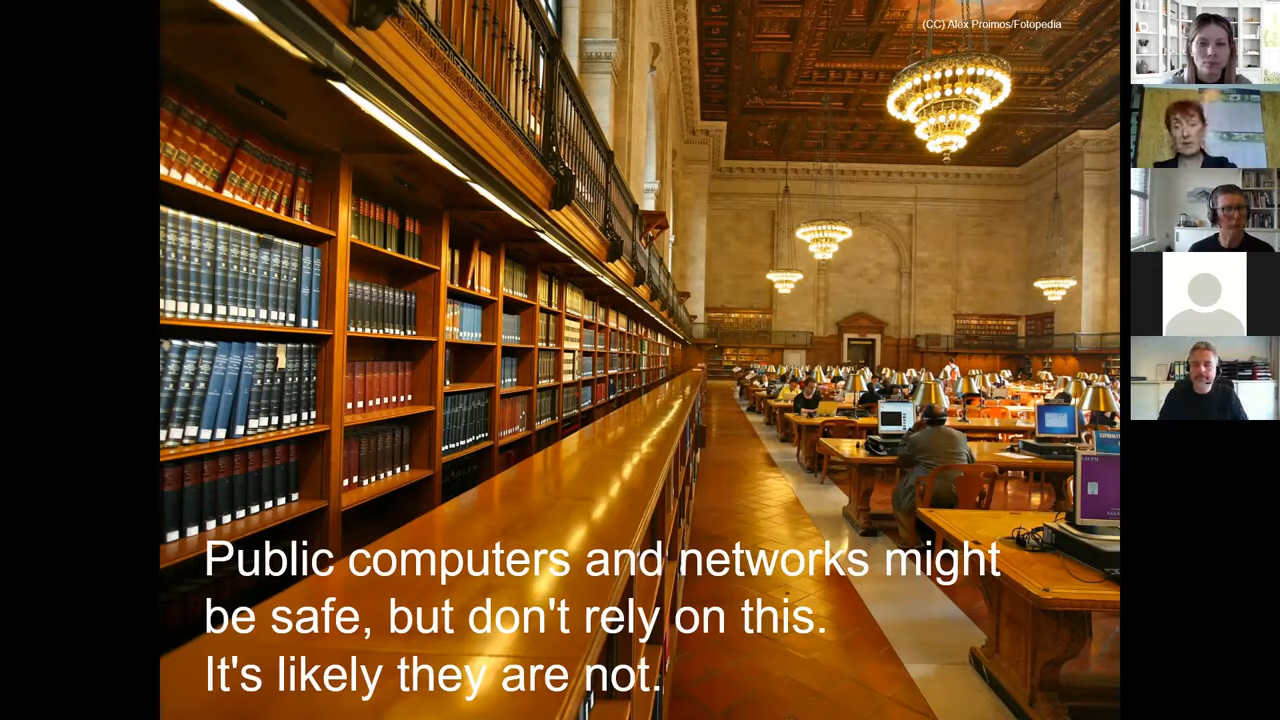 (CC) Alex Proimos/Fotopedia
Public computers and networks might
be safe, but don't rely on this.
It's likely they are not.